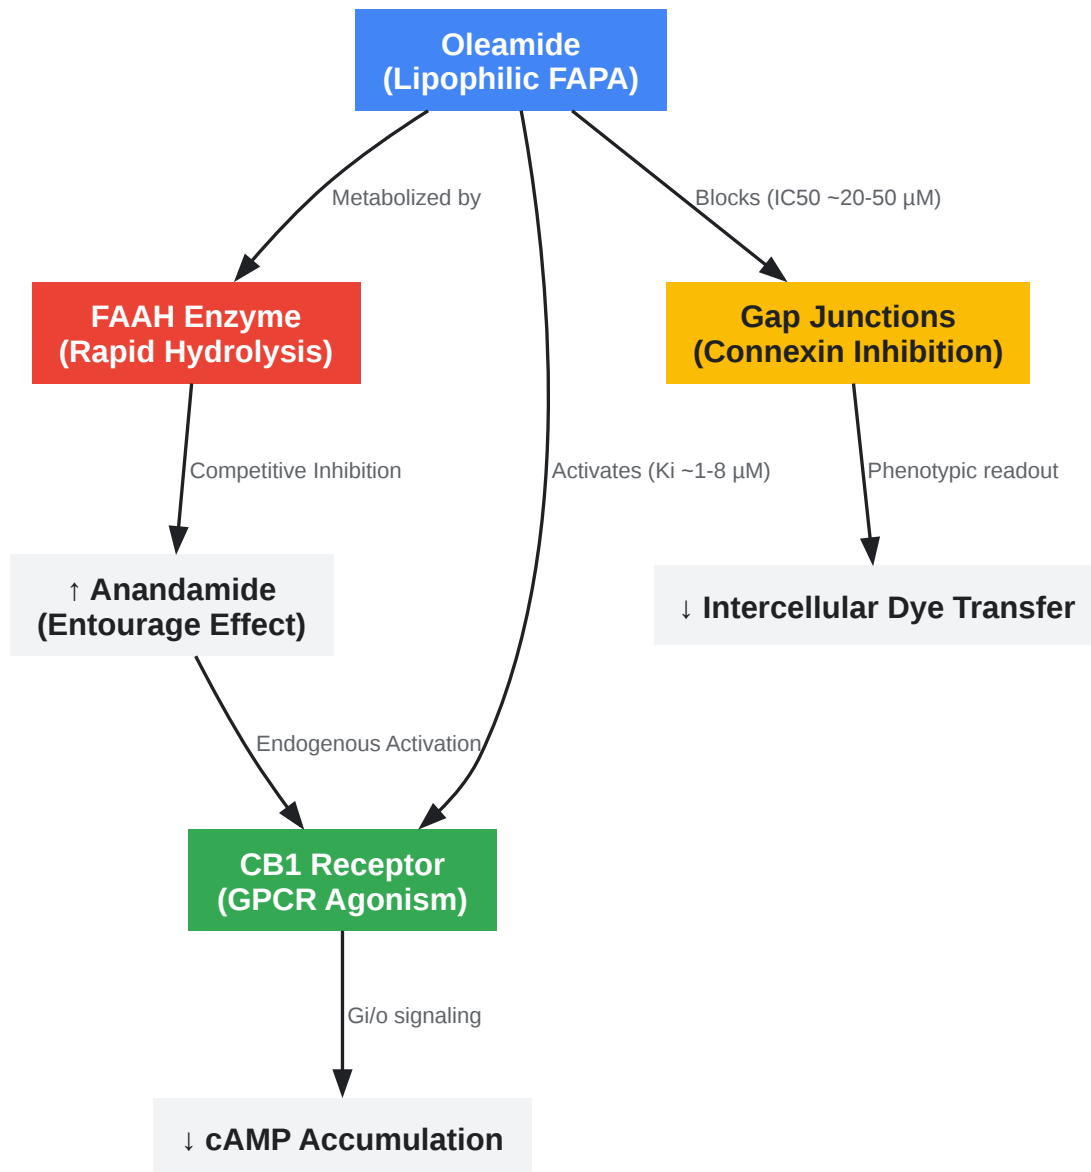 Oleamide
(Lipophilic FAPA)
Metabolized by
Blocks (IC50 ~20-50 µM)
FAAH Enzyme
(Rapid Hydrolysis)
Gap Junctions
(Connexin Inhibition)
Competitive Inhibition
Activates (Ki ~1-8 µM)
Phenotypic readout
↑ Anandamide
(Entourage Effect)
↓ Intercellular Dye Transfer
Endogenous Activation
CB1 Receptor
(GPCR Agonism)
Gi/o signaling
↓ cAMP Accumulation